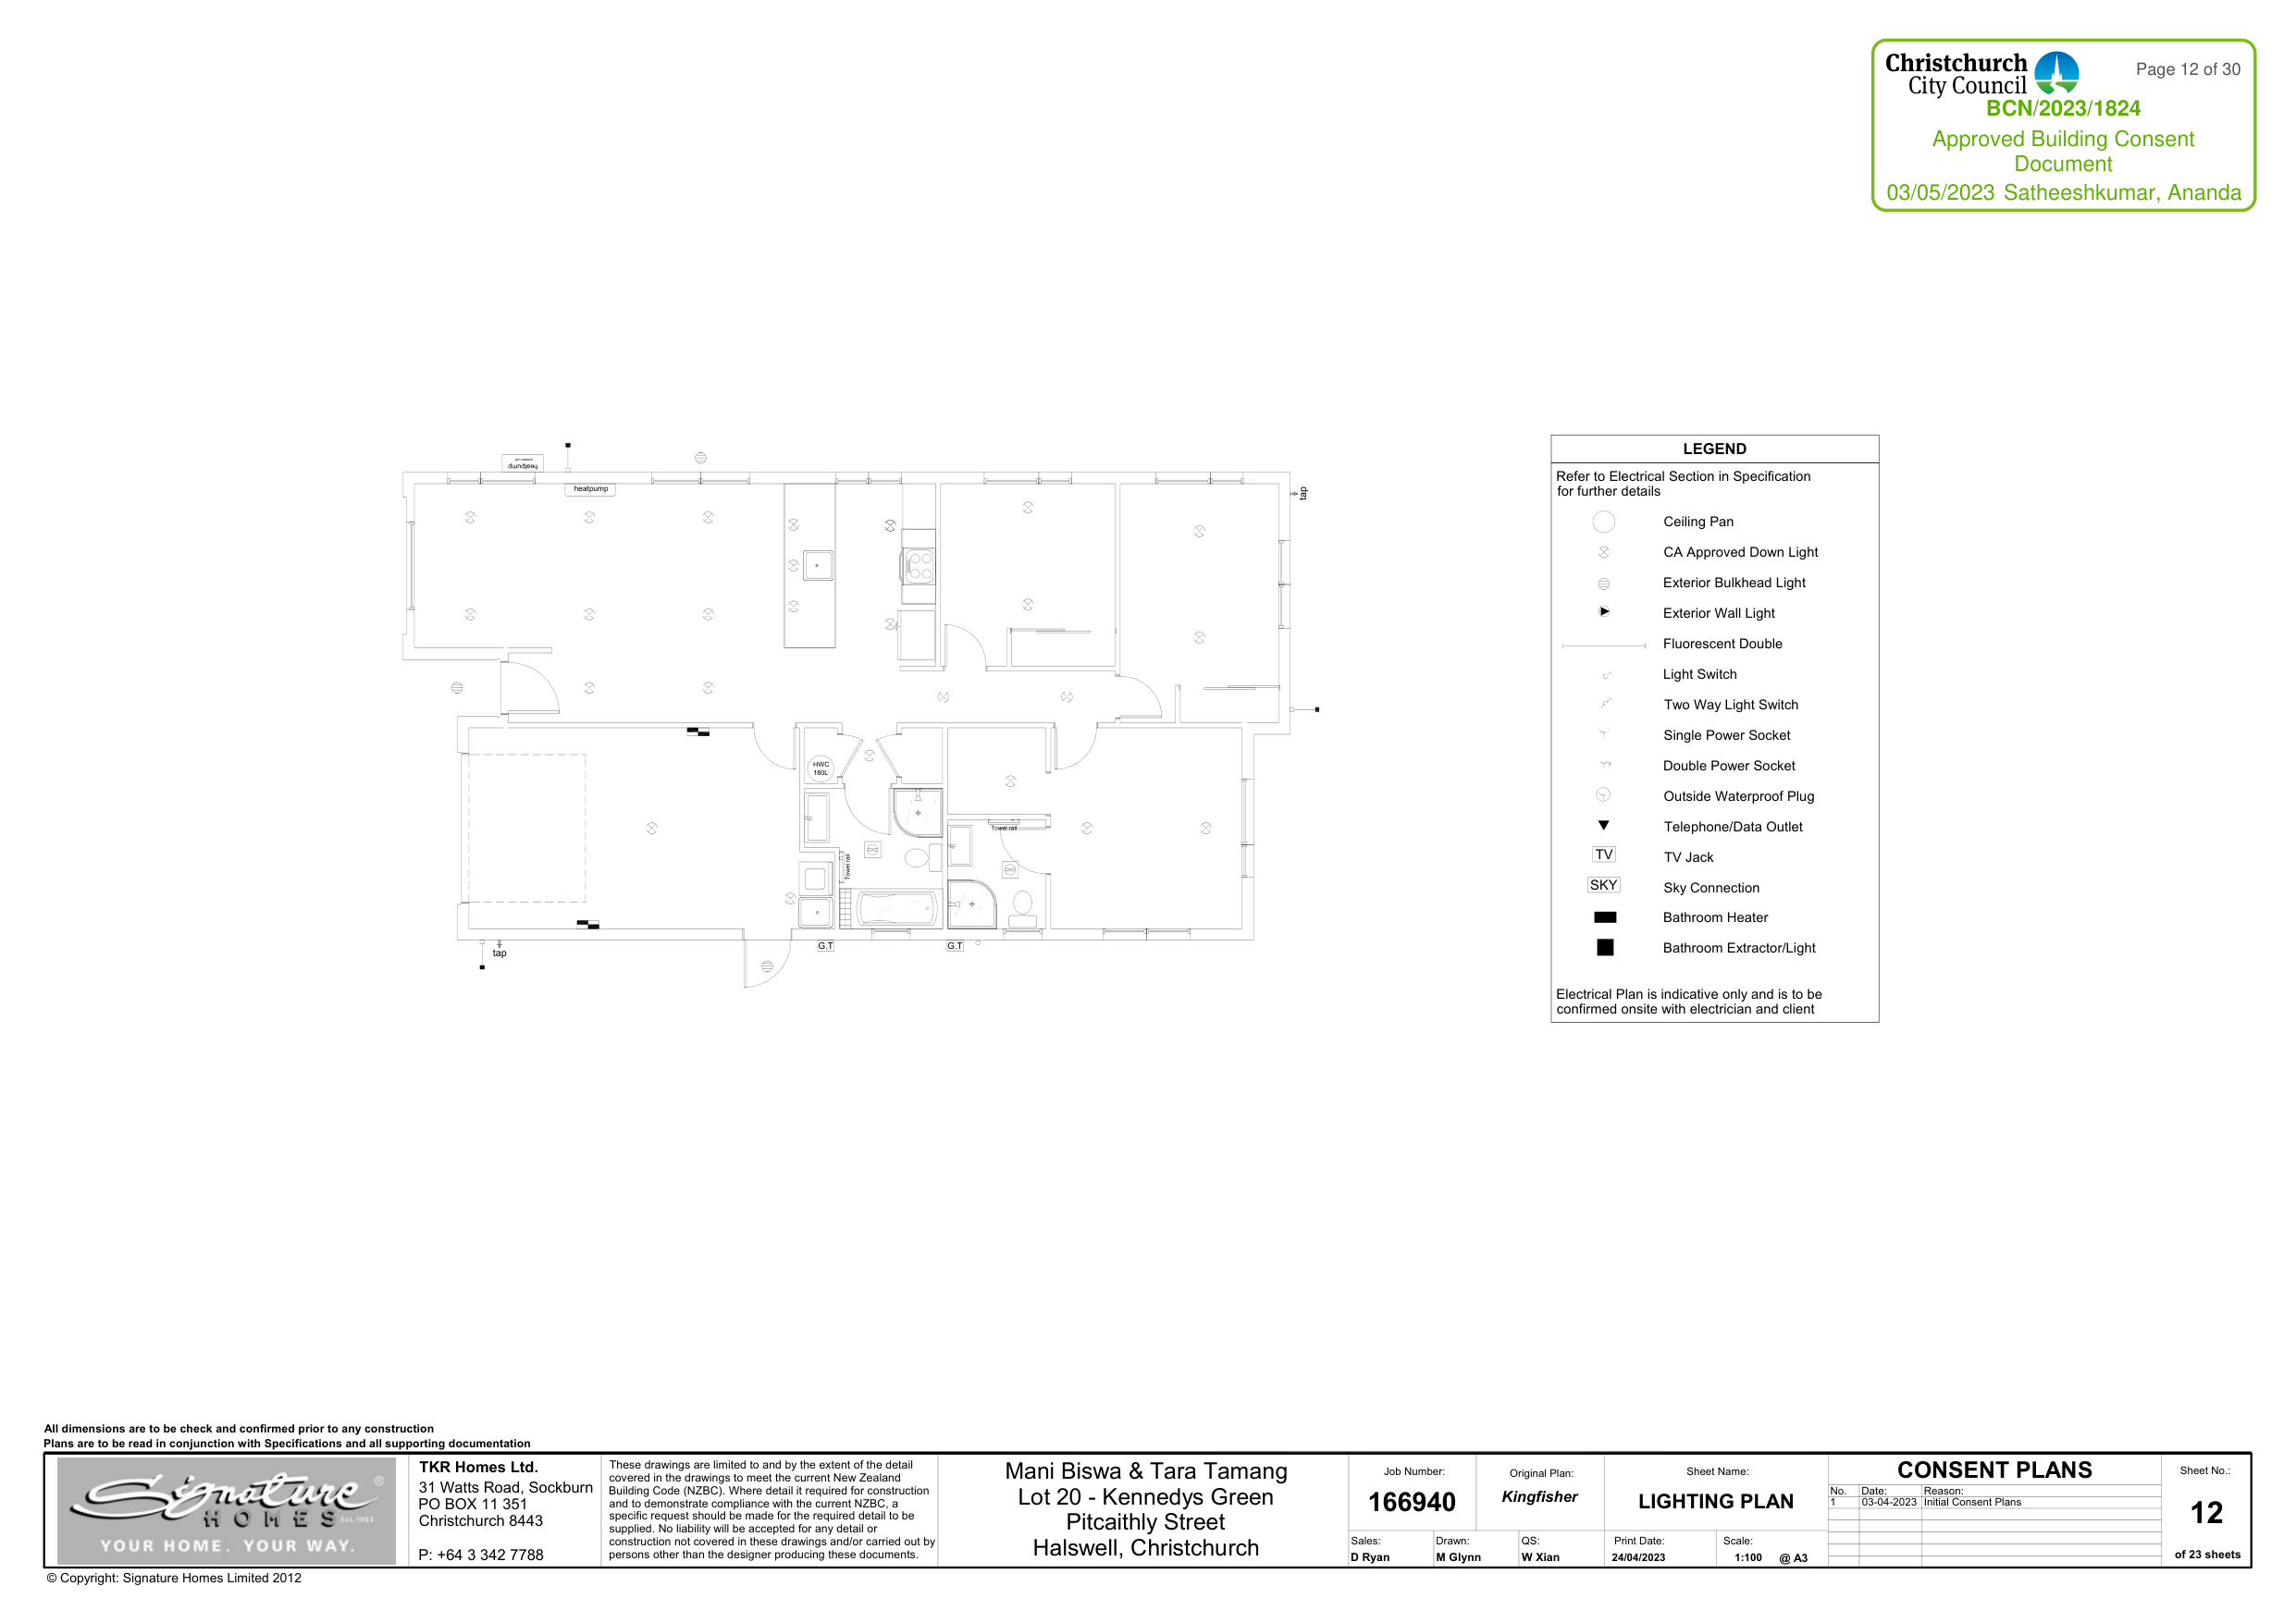 Christchurch
City Council
Page 12 of 30
BCN/2023/1824
Approved Building Consent
Document
03/05/2023 Satheeshkumar, Ananda
heatpump
heatpump
tap
HWC
180L
Towel rail
Towel rail
tap
G.T
G.T
LEGEND
Refer to Electrical Section in Specification
for further details
Ceiling Pan
CA Approved Down Light
Exterior Bulkhead Light
Exterior Wall Light
Fluorescent Double
Light Switch
Two Way Light Switch
Single Power Socket
Double Power Socket
Outside Waterproof Plug
Telephone/Data Outlet
TV TV Jack
SKY Sky Connection
Bathroom Heater
Bathroom Extractor/Light
Electrical Plan is indicative only and is to be
confirmed onsite with electrician and client
All dimensions are to be check and confirmed prior to any construction
Plans are to be read in conjunction with Specifications and all supporting documentation
Signature ®
HOMES Est. 1983
YOUR HOME. YOUR WAY.
TKR Homes Ltd.
31 Watts Road, Sockburn
PO BOX 11 351
Christchurch 8443
P: +64 3 342 7788
These drawings are limited to and by the extent of the detail
covered in the drawings to meet the current New Zealand
Building Code (NZBC). Where detail it required for construction
and to demonstrate compliance with the current NZBC, a
specific request should be made for the required detail to be
supplied. No liability will be accepted for any detail or
construction not covered in these drawings and/or carried out by
persons other than the designer producing these documents.
Mani Biswa & Tara Tamang
Lot 20 - Kennedys Green
Pitcaithly Street
Halswell, Christchurch
Job Number:
166940
Original Plan:
Kingfisher
Sheet Name:
LIGHTING PLAN
Sales:
D Ryan
Drawn:
M Glynn
QS:
W Xian
Print Date:
24/04/2023
Scale:
1:100 @ A3
CONSENT PLANS
No. Date: Reason:
1 03-04-2023 Initial Consent Plans
Sheet No.:
12
of 23 sheets
© Copyright: Signature Homes Limited 2012